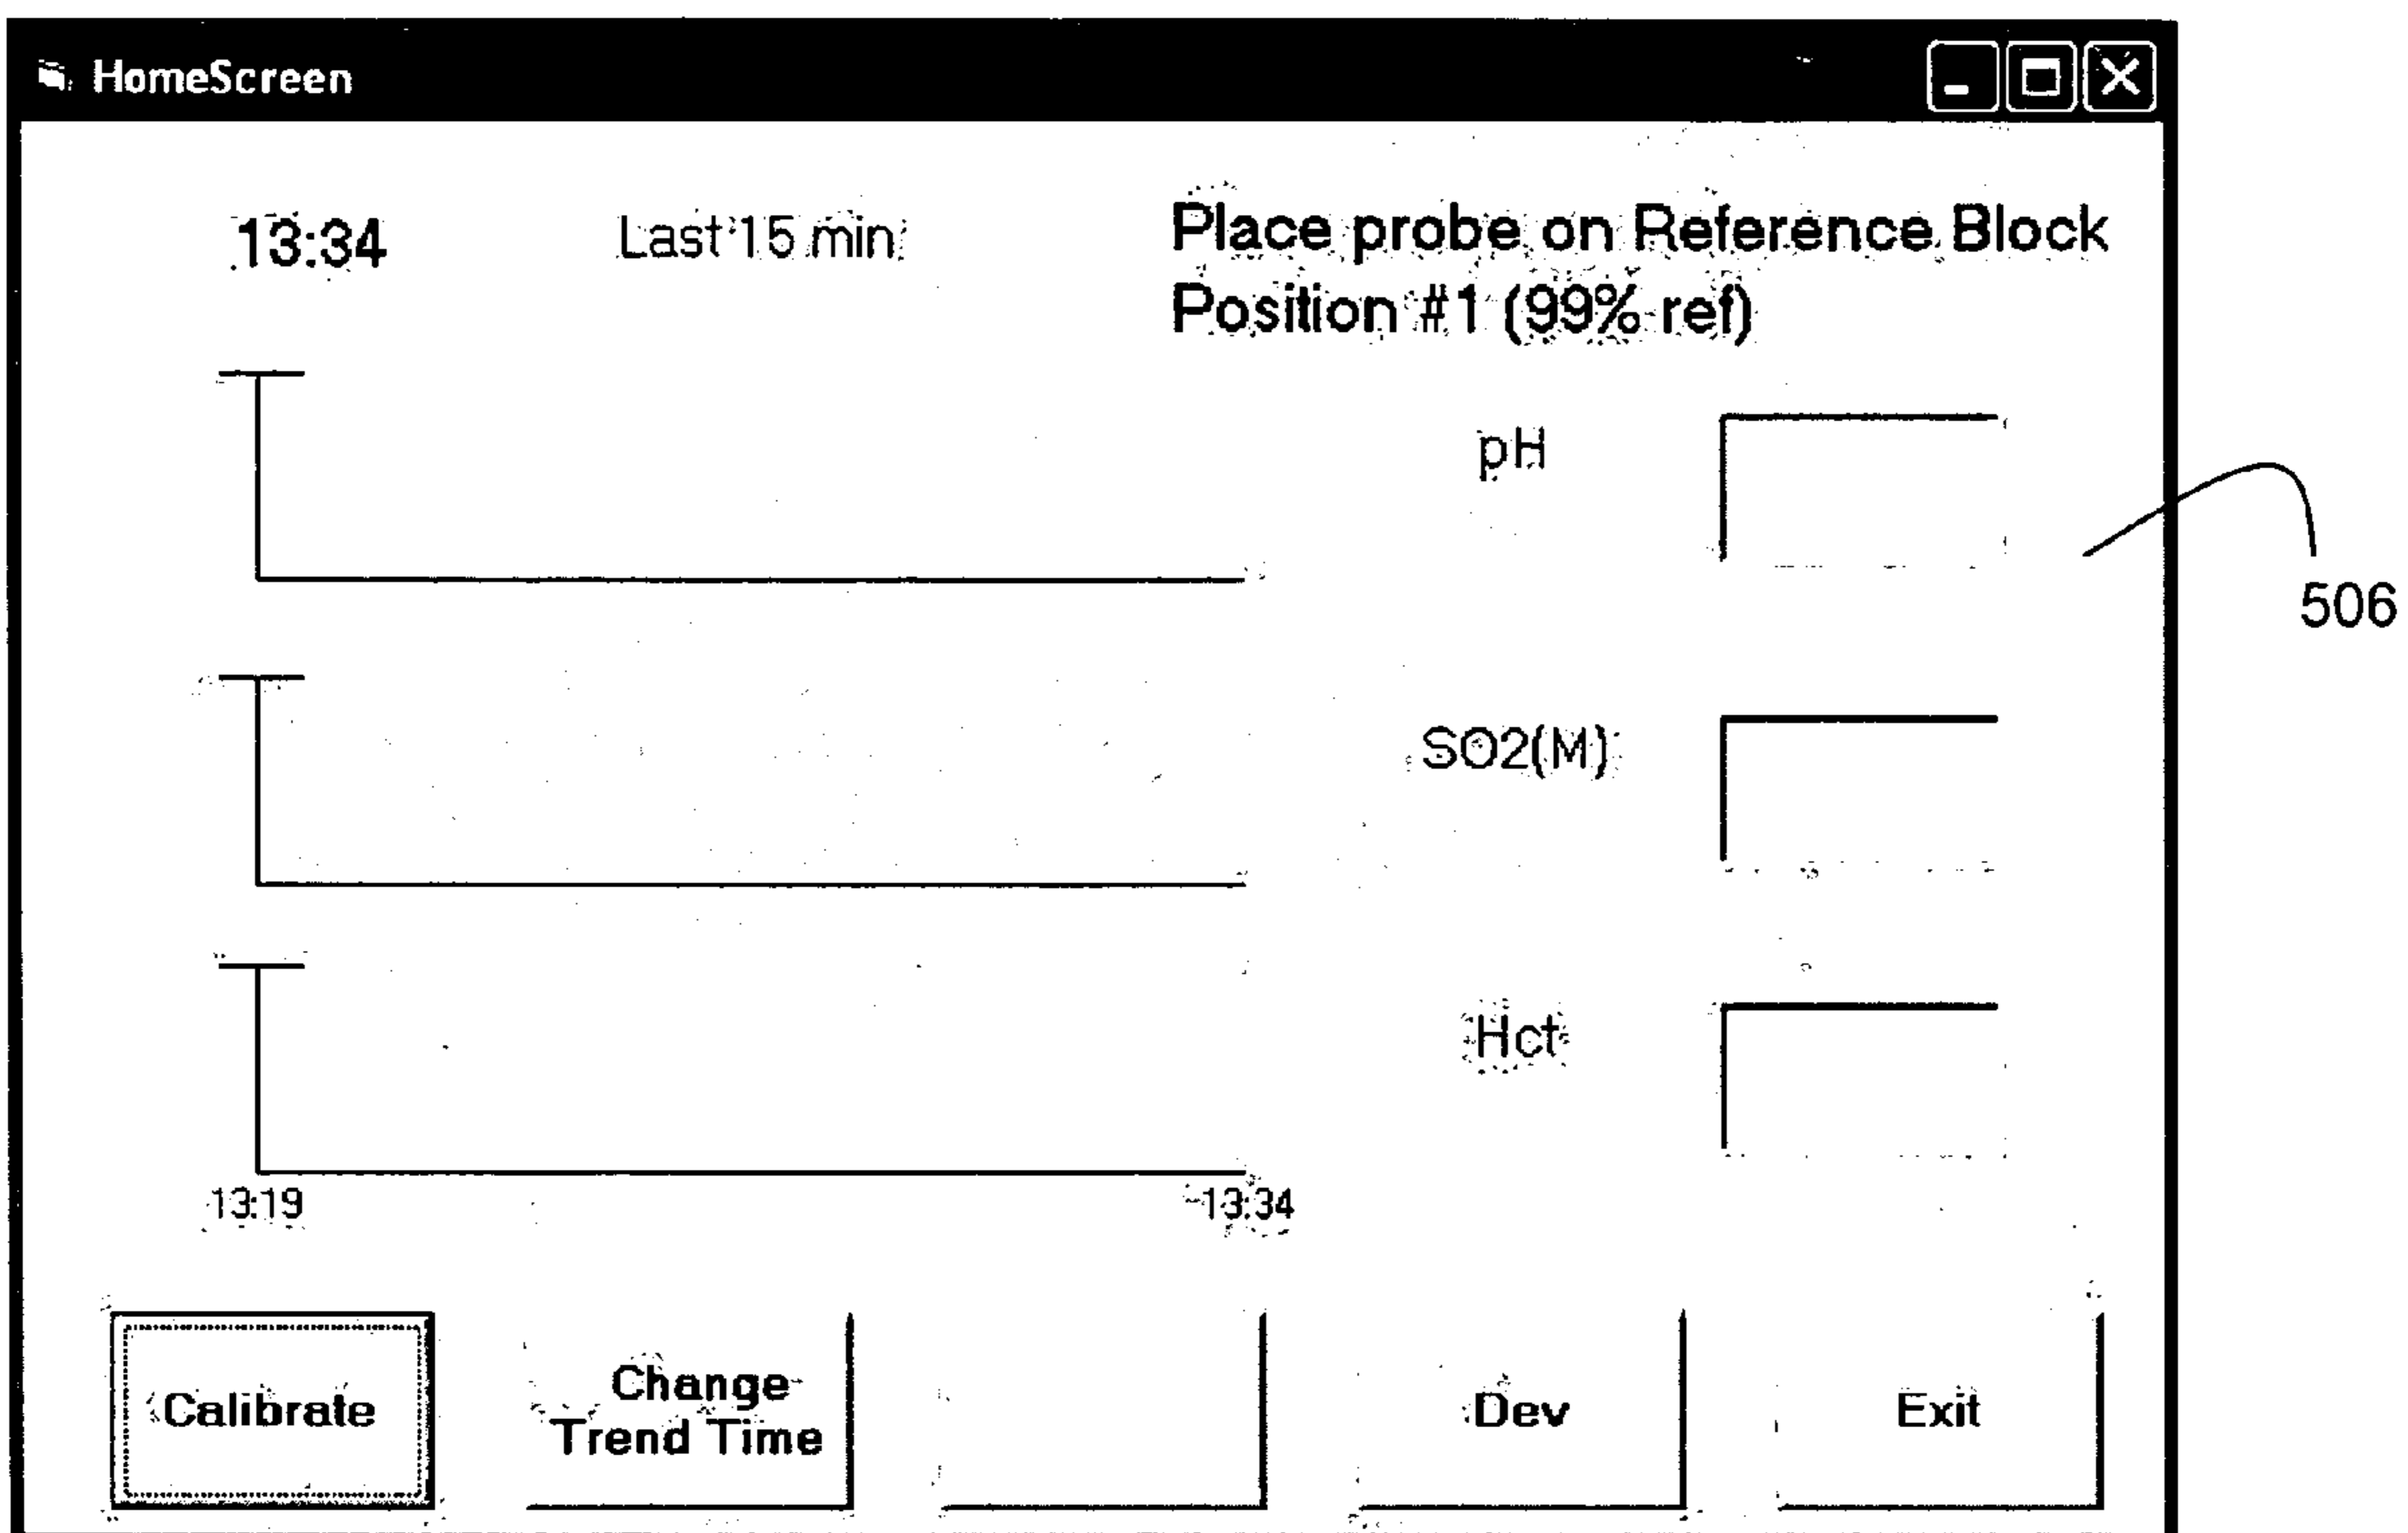 HomeScreen
13:34
Last 15 min
Place probe on Reference Block
Position #1 (99% ref)
pH
506
SO2(M)
Hct
13:19
13:34
Calibrate
Change
Trend Time
Dev
Exit